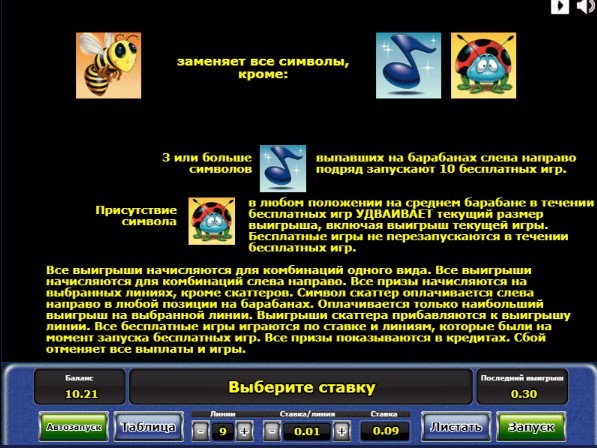 заменяет все символы,
кроме:
3 или больше
символов
выпавших на барабанах слева направо
подряд запускают 10 бесплатных игр.
Присутствие
символа
в любом положении на среднем барабане в течении
бесплатных игр УДВАИВАЕТ текущий размер
выигрыша, включая выигрыш текущей игры.
Бесплатные игры не перезапускаются в течении
бесплатных игр.
Все выигрыши начисляются для комбинаций одного вида. Все выигрыши
начисляются для комбинаций слева направо. Все призы начисляются на
выбранных линиях, кроме скаттеров. Символ скаттер оплачивается слева
направо в любой позиции на барабанах. Оплачивается только наибольший
выигрыш на выбранной линии. Выигрыши скаттера прибавляются к выигрышу
линии. Все бесплатные игры играются по ставке и линиям, которые были на
момент запуска бесплатных игр. Все призы показываются в кредитах. Сбой
отменяет все выплаты и игры.
Баланс
10.21
Выберите ставку
Последний выигрыш
0.30
Автозапуск
Таблица
Линии
- 9 +
Ставка/линия
- 0.01 +
Ставка
0.09
Листать
Запуск